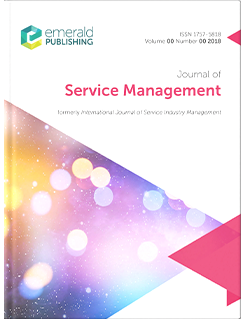 emerald
PUBLISHING
ISSN 1757-5818
Volume 00 Number 00 2018
Journal of
Service Management
formerly International Journal of Service Industry Management